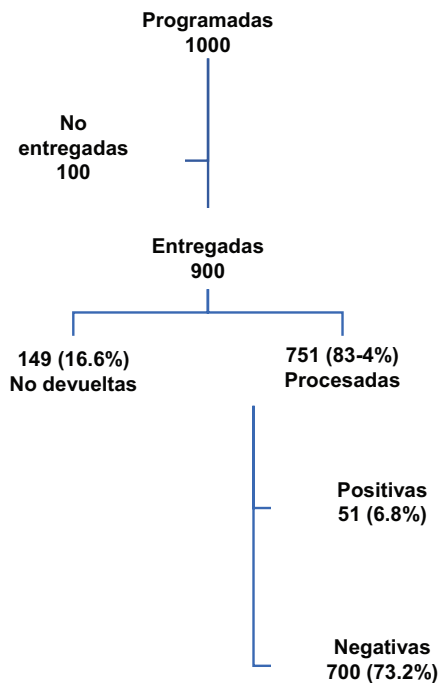 Programadas
1000
No
entregadas
100
Entregadas
900
149 (16.6%)
No devueltas
751 (83-4%)
Procesadas
Positivas
51 (6.8%)
Negativas
700 (73.2%)